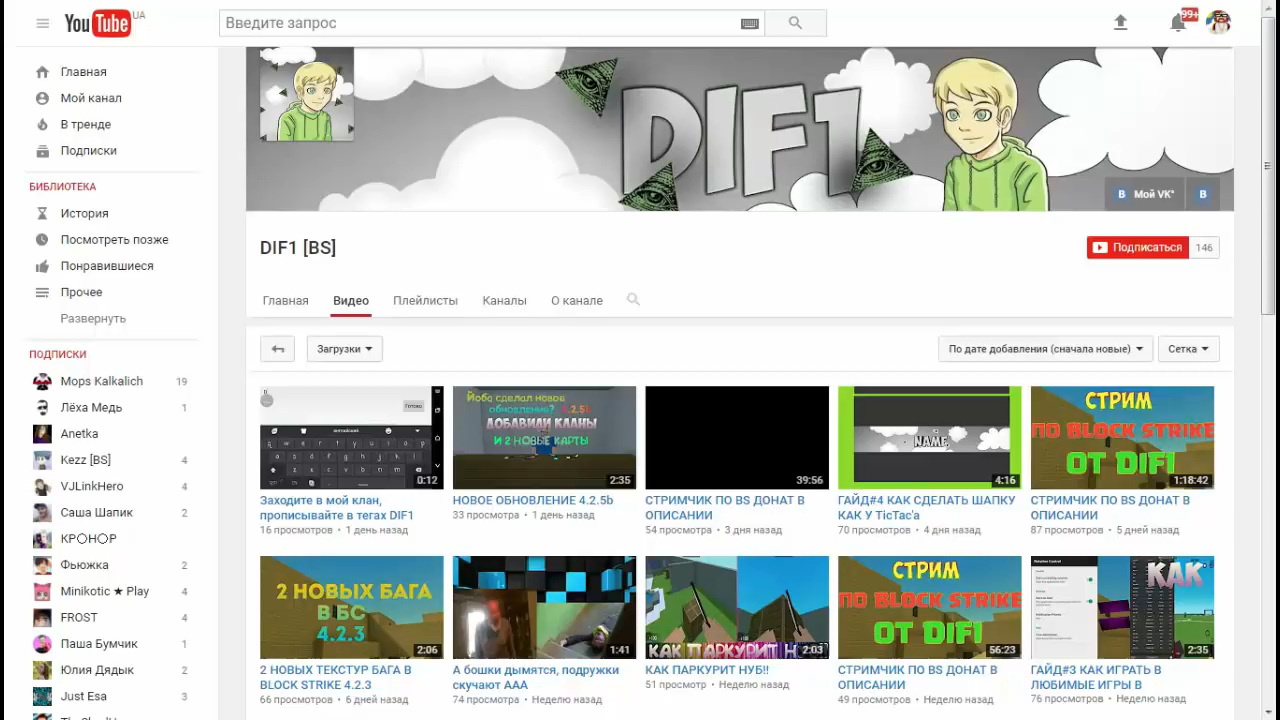 YouTube UA
Введите запрос
99+
Главная
Мой канал
В тренде
Подписки
БИБЛИОТЕКА
История
Посмотреть позже
Понравившиеся
Прочее
Развернуть
ПОДПИСКИ
Mops Kalkalich 19
Лёха Медь 1
Anetka
Kezz [BS] 4
VJLinkHero 4
Саша Шапик 2
КРОНОР
Фьюжка 2
Minikotic ★ Play 4
FROST 4
Паша Бумчик 1
Юлия Дядык 2
Just Esa 3
DIF1
B Мой VK° B
DIF1 [BS]
Подписаться 146
Главная Видео Плейлисты Каналы О канале
Загрузки По дате добавления (сначала новые) Сетка
Готово
0:12
Заходите в мой клан,
прописывайте в тегах DIF1
16 просмотров • 1 день назад
Йоба сделал новое
обновление? 4.2.5b
ДОБАВИЛИ КЛАНЫ
И 2 НОВЫЕ КАРТЫ
2:35
НОВОЕ ОБНОВЛЕНИЕ 4.2.5b
33 просмотра • 1 день назад
39:56
СТРИМЧИК ПО BS ДОНАТ В
ОПИСАНИИ
54 просмотра • 3 дня назад
NAME
4:16
ГАЙД#4 КАК СДЕЛАТЬ ШАПКУ
КАК У TicTac'a
70 просмотров • 4 дня назад
СТРИМ
ПО BLOCK STRIKE
ОТ DIF1
1:18:42
СТРИМЧИК ПО BS ДОНАТ В
ОПИСАНИИ
87 просмотров • 5 дней назад
2 НОВЫХ БАГА
4.2.3
2:06
2 НОВЫХ ТЕКСТУР БАГА В
BLOCK STRIKE 4.2.3
66 просмотров • 6 дней назад
1:41
А бошки дымятся, подружки
скучают ААА
74 просмотра • Неделю назад
КАК ПАРКУРИТ Н
2:03
КАК ПАРКУРИТ НУБ!!
51 просмотр • Неделю назад
СТРИМ
ПО BLOCK STRIKE
ОТ DIF1
56:23
СТРИМЧИК ПО BS ДОНАТ В
ОПИСАНИИ
49 просмотров • Неделю назад
КАК
2:35
ГАЙД#3 КАК ИГРАТЬ В
ЛЮБИМЫЕ ИГРЫ В
76 просмотров • Неделю назад